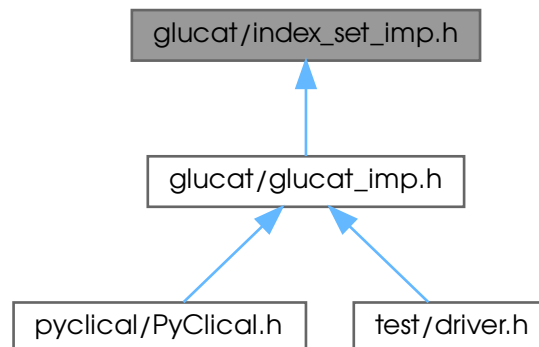 glucat/index_set_imp.h
glucat/glucat_imp.h
pyclical/PyClical.h
test/driver.h